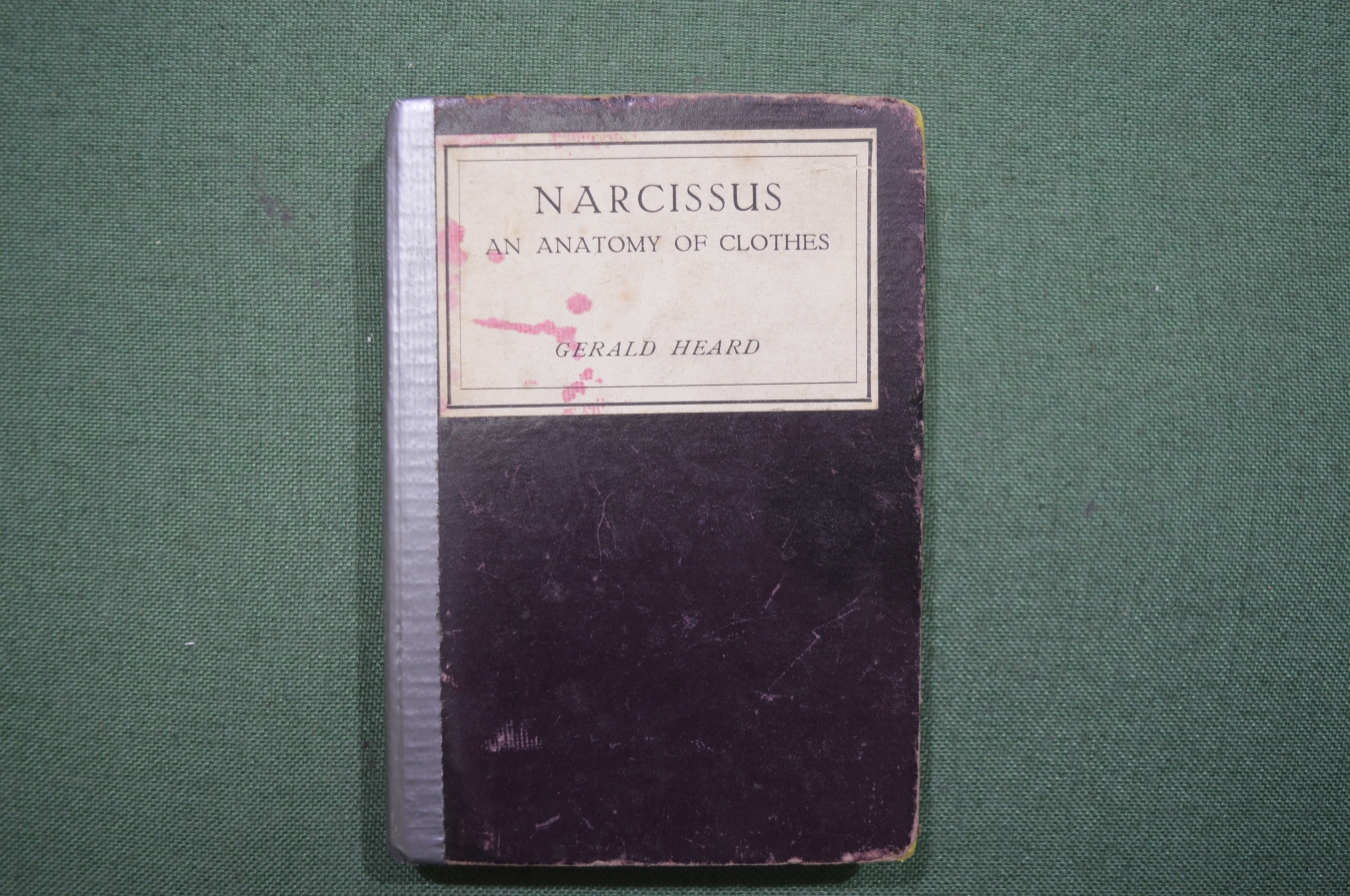 NARCISSUS
AN ANATOMY OF CLOTHES
GERALD HEARD